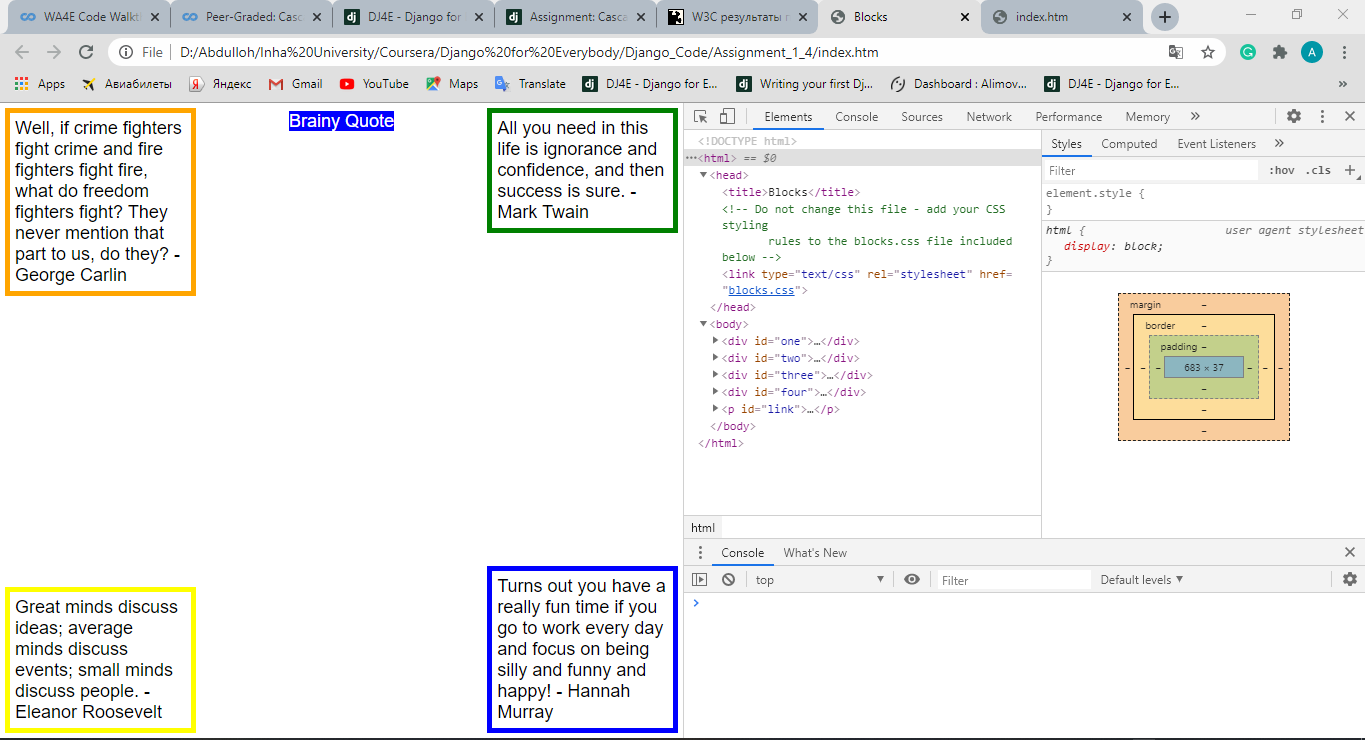 WA4E Code Walkt
Peer-Graded: Casc
DJ4E - Django for
Assignment: Casca
W3C результаты п
Blocks
index.htm
File
D:/Abdulloh/Inha%20University/Coursera/Django%20for%20Everybody/Django_Code/Assignment_1_4/index.htm
A
Apps
Авиабилеты
Яндекс
Gmail
YouTube
Maps
Translate
DJ4E - Django for E...
Writing your first Dj...
Dashboard : Alimov...
DJ4E - Django for E...
»
Well, if crime fighters
fight crime and fire
fighters fight fire,
what do freedom
fighters fight? They
never mention that
part to us, do they? -
George Carlin
Brainy Quote
All you need in this
life is ignorance and
confidence, and then
success is sure. -
Mark Twain
Great minds discuss
ideas; average
minds discuss
events; small minds
discuss people. -
Eleanor Roosevelt
Turns out you have a
really fun time if you
go to work every day
and focus on being
silly and funny and
happy! - Hannah
Murray
Elements
Console
Sources
Network
Performance
Memory
»
<!DOCTYPE html>
...<html> == $0
<head>
<title>Blocks</title>
<!-- Do not change this file - add your CSS
styling
rules to the blocks.css file included
below -->
<link type="text/css" rel="stylesheet" href=
"blocks.css">
</head>
<body>
<div id="one">…</div>
<div id="two">…</div>
<div id="three">…</div>
<div id="four">…</div>
<p id="link">…</p>
</body>
</html>
html
Styles
Computed
Event Listeners
»
Filter
:hov .cls +
element.style {
}
html {
user agent stylesheet
display: block;
}
margin –
border –
padding –
– – – 683 × 37 – – –
–
–
–
Console
What's New
top
Filter
Default levels